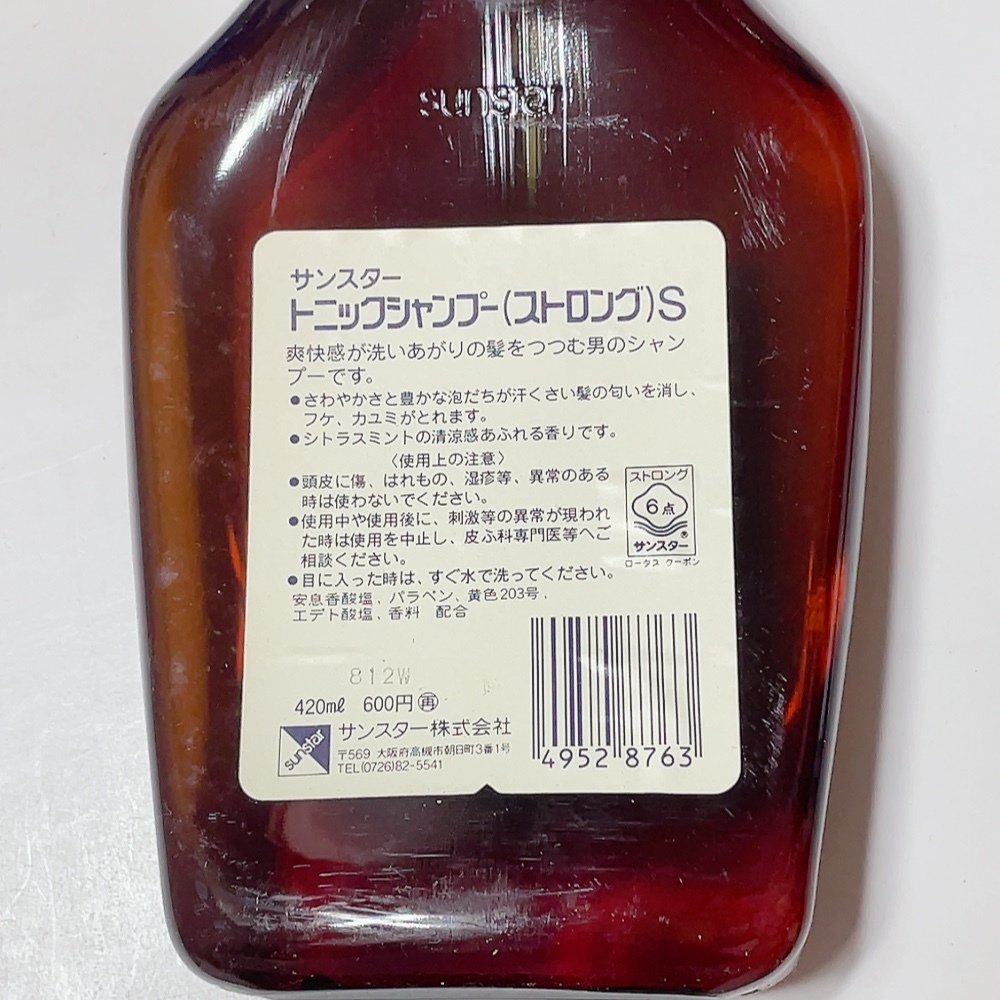 sunstar
サンスター
トニックシャンプー(ストロング)S
爽快感が洗いあがりの髪をつつむ男のシャン
プーです。
●さわやかさと豊かな泡だちが汗くさい髪の匂いを消し、
フケ、カユミがとれます。
●シトラスミントの清涼感あふれる香りです。
〈使用上の注意〉
●頭皮に傷、はれもの、湿疹等、異常のある
時は使わないでください。
●使用中や使用後に、刺激等の異常が現われ
た時は使用を中止し、皮ふ科専門医等へご
相談ください。
●目に入った時は、すぐ水で洗ってください。
安息香酸塩、パラベン、黄色203号、
エデト酸塩、香料 配合
ストロング
6点
サンスター®
ロータス クーポン
812W
420mℓ 600円 再
sunstar
サンスター株式会社
〒569 大阪府高槻市朝日町3番1号
TEL(0726)82-5541
4952 8763